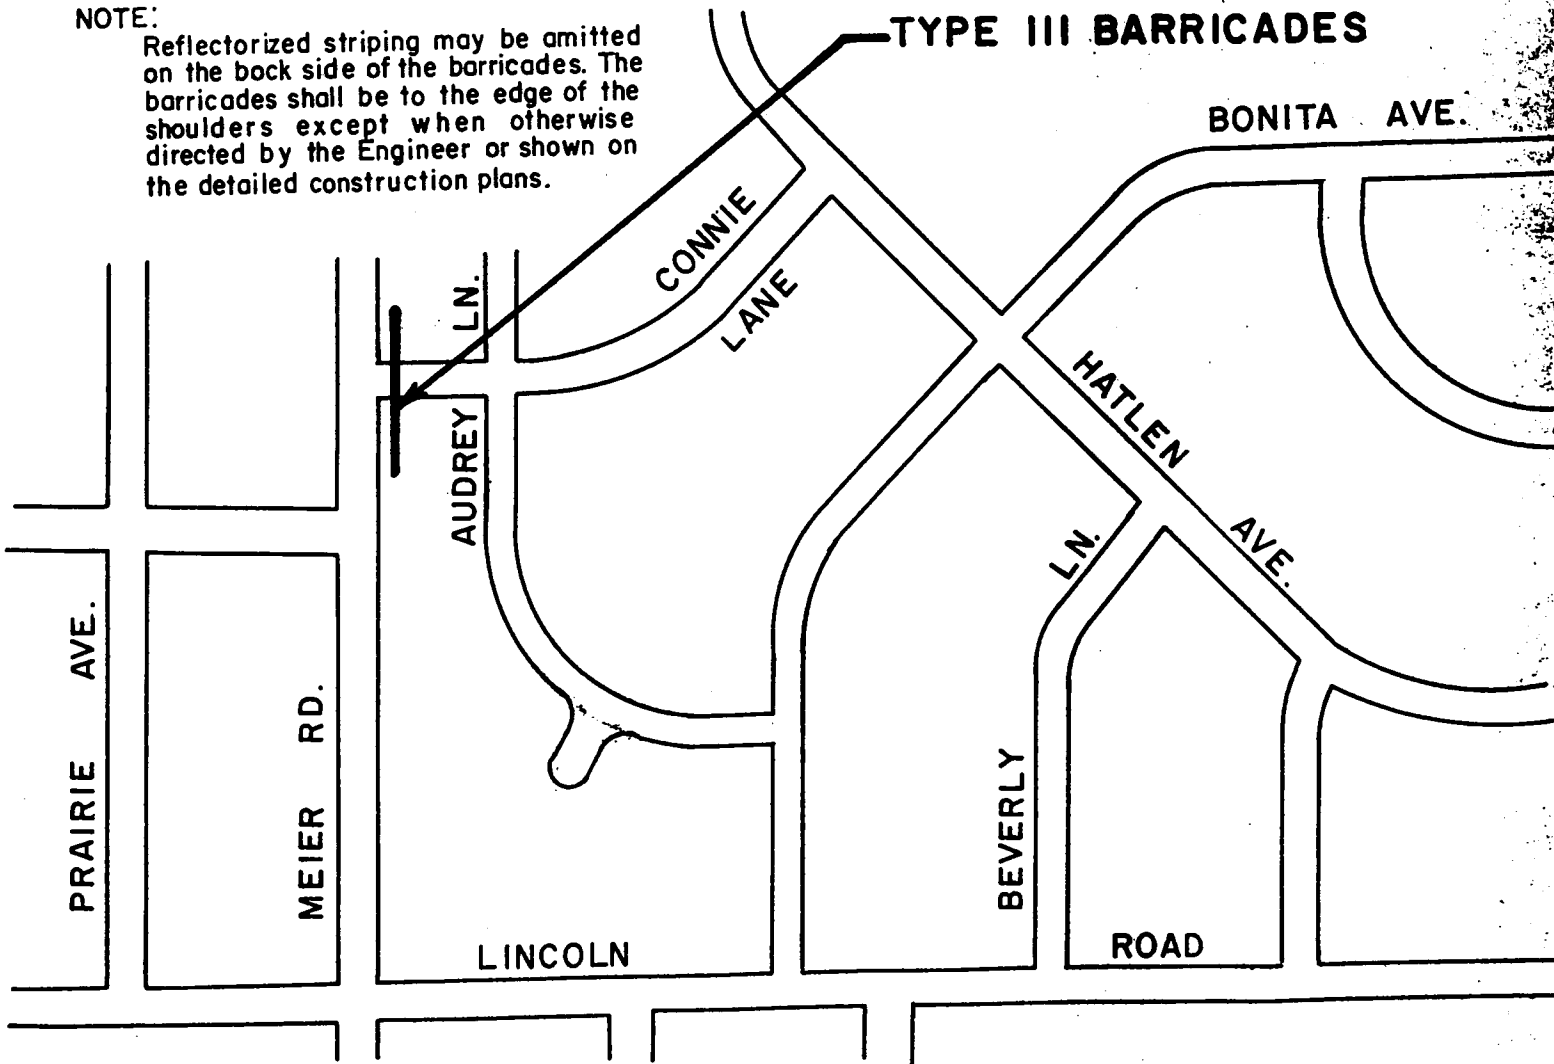 NOTE:
Reflectorized striping may be amitted
on the bock side of the barricades. The
barricades shall be to the edge of the
shoulders except when otherwise
directed by the Engineer or shown on
the detailed construction plans.
TYPE III BARRICADES
BONITA AVE.
CONNIE
LANE
LN.
AUDREY
HATLEN
AVE.
LN.
BEVERLY
PRAIRIE AVE.
MEIER RD.
LINCOLN
ROAD